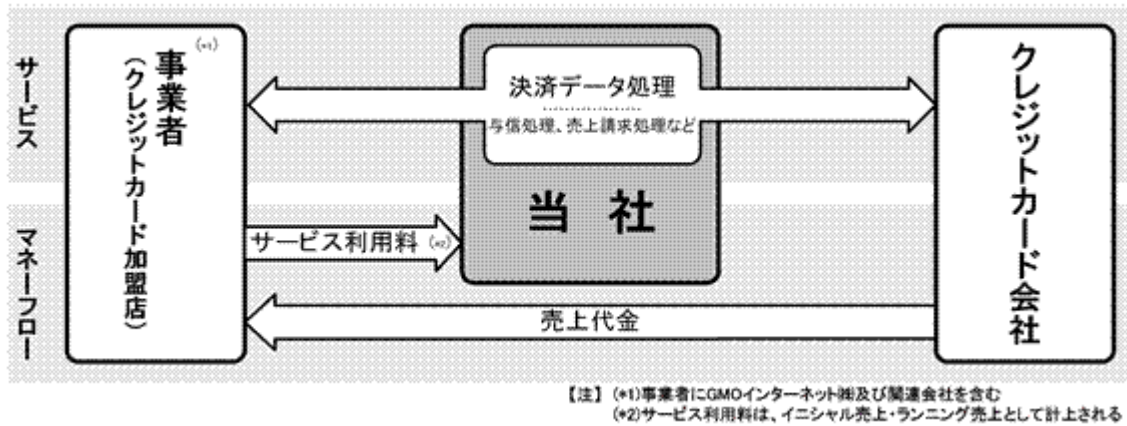 サービス
事業者(*1)
(クレジットカード加盟店)
決済データ処理
与信処理、売上請求処理など
当 社
クレジットカード会社
マネーフロー
サービス利用料(*2)
売上代金
【注】(*1)事業者にGMOインターネット㈱及び関連会社を含む
(*2)サービス利用料は、イニシャル売上・ランニング売上として計上される